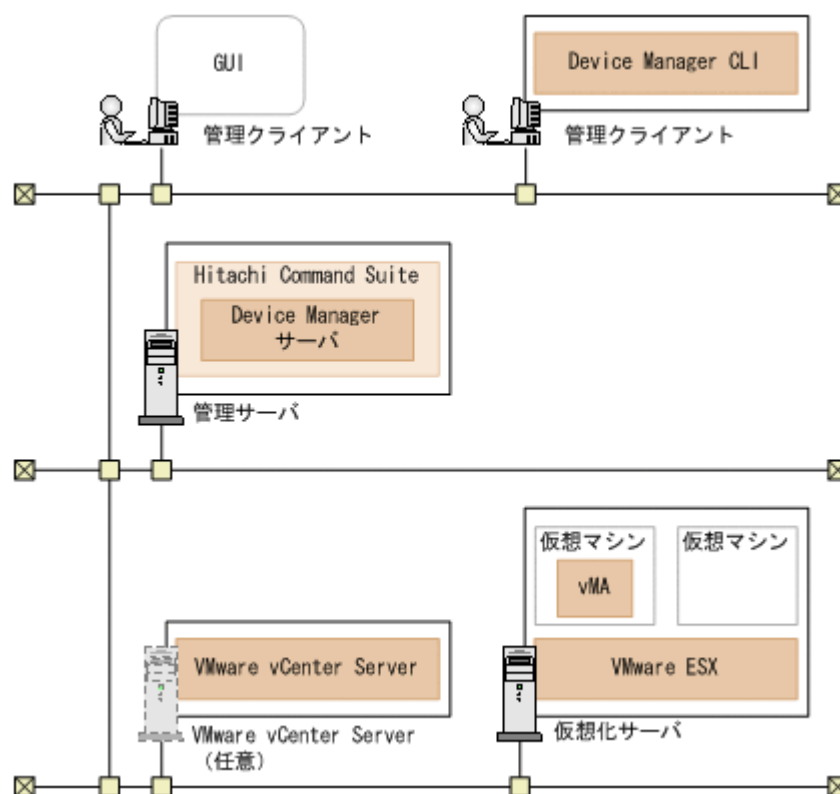 GUI
Device Manager CLI
管理クライアント
管理クライアント
Hitachi Command Suite
Device Manager
サーバ
管理サーバ
仮想マシン
仮想マシン
vMA
VMware vCenter Server
VMware ESX
VMware vCenter Server
（任意）
仮想化サーバ